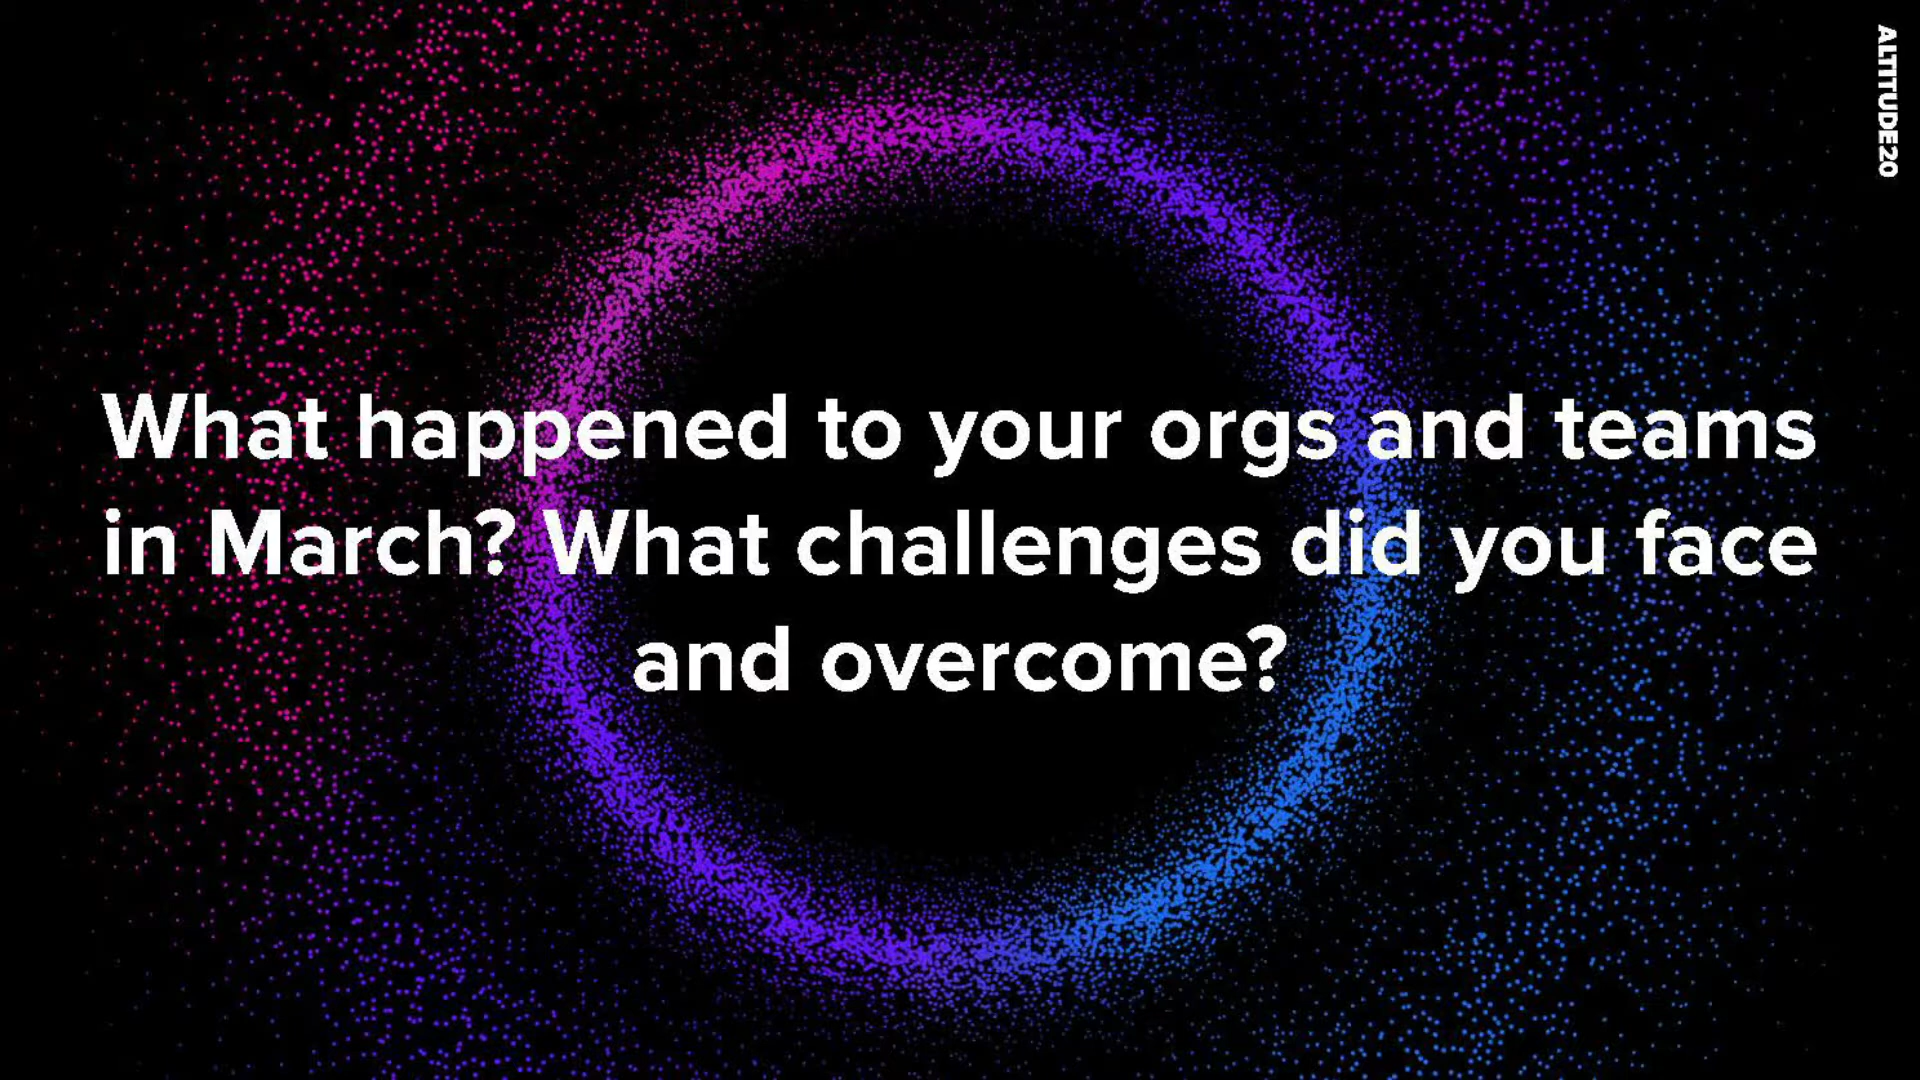 What happened to your orgs and teams
in March? What challenges did you face
and overcome?
ALTITUDE20